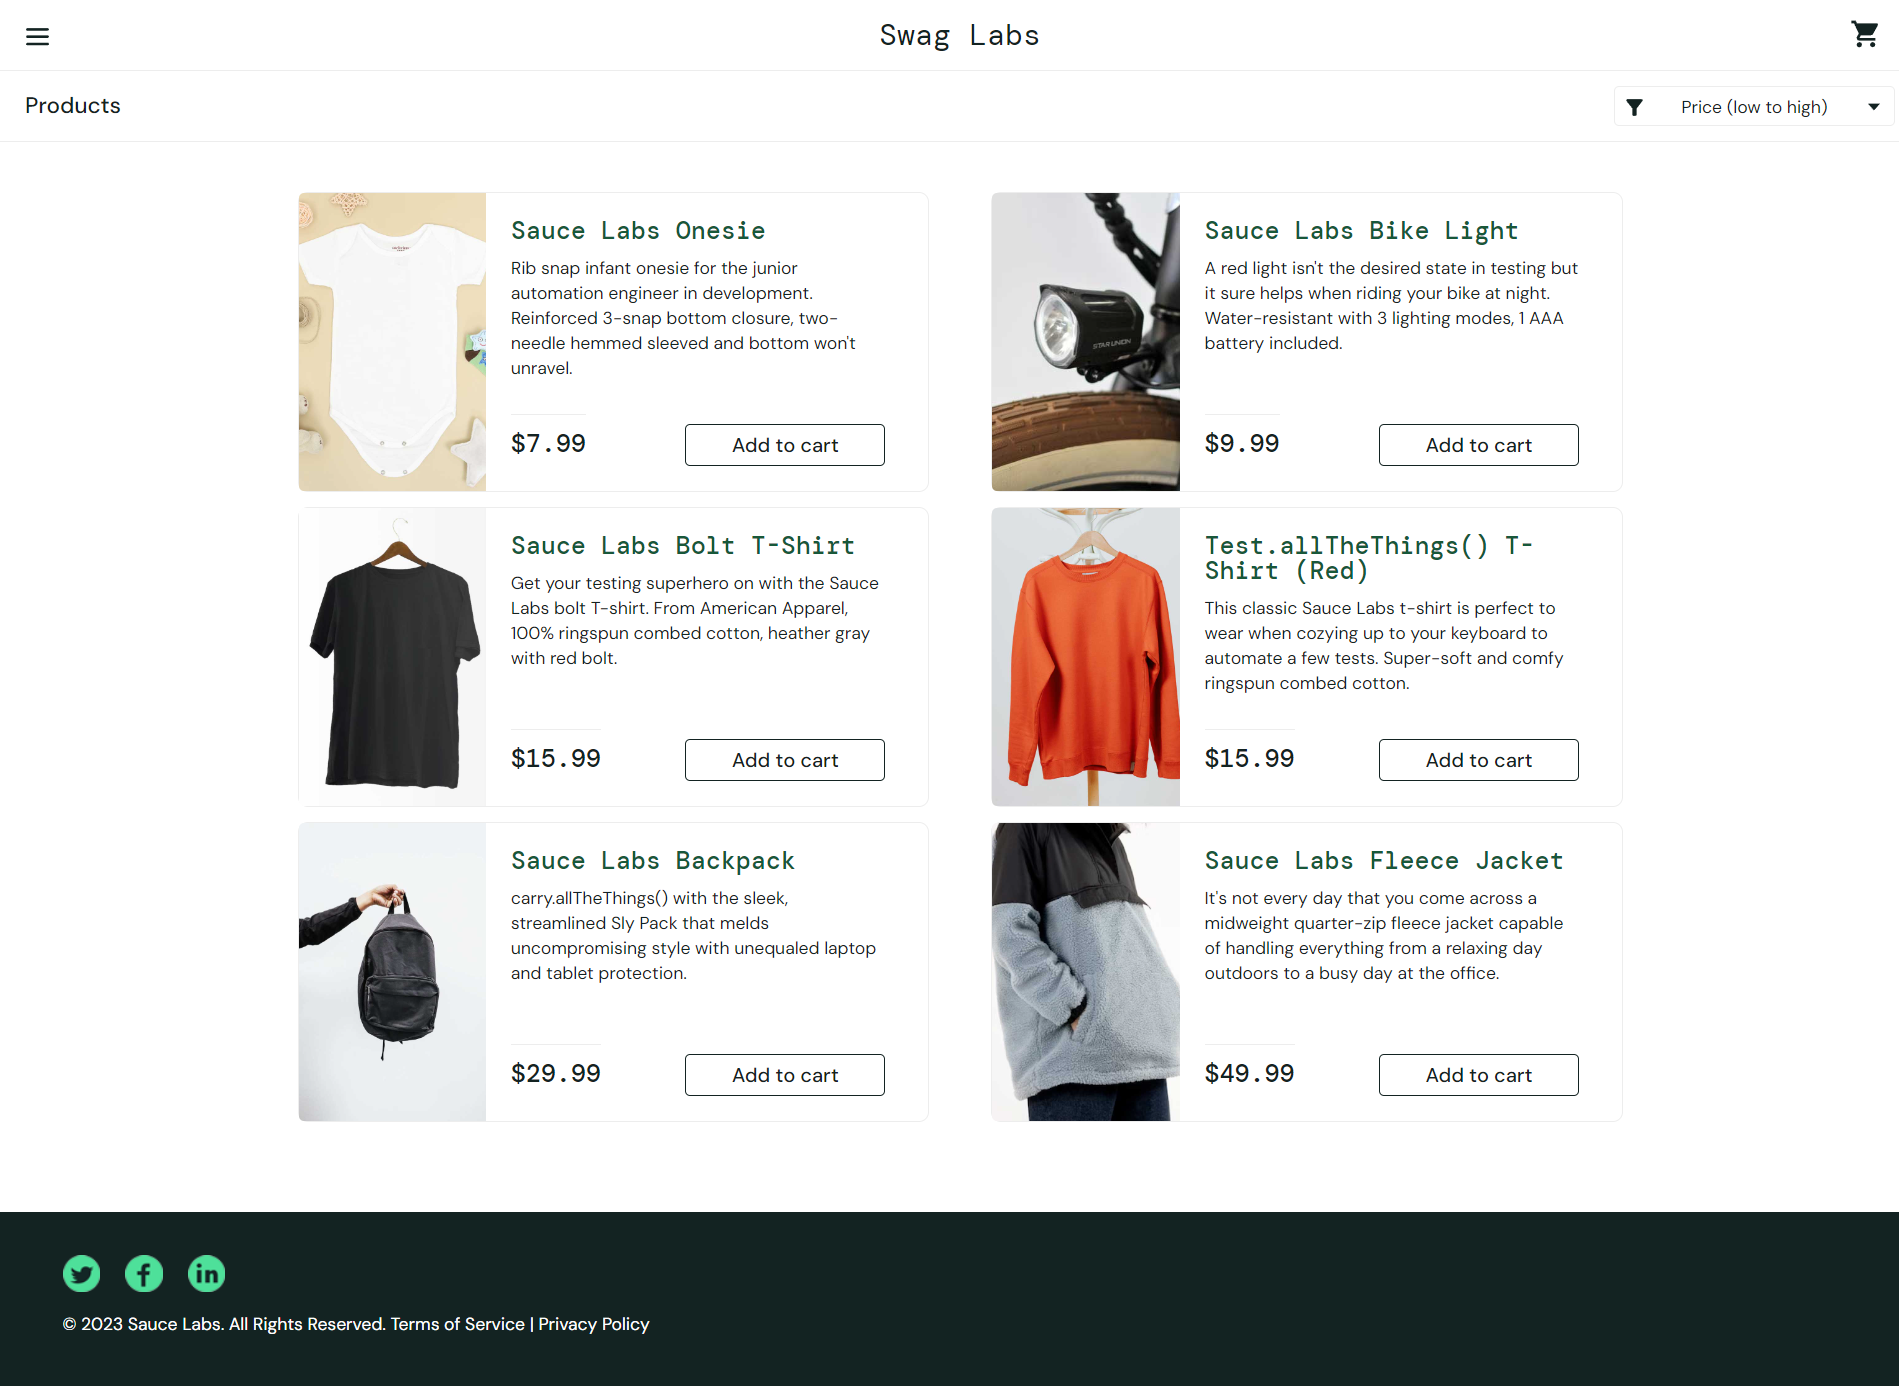 Swag Labs
Products
Price (low to high)
Sauce Labs Onesie
Rib snap infant onesie for the junior
automation engineer in development.
Reinforced 3-snap bottom closure, two-
needle hemmed sleeved and bottom won't
unravel.
$7.99
Add to cart
Sauce Labs Bike Light
A red light isn't the desired state in testing but
it sure helps when riding your bike at night.
Water-resistant with 3 lighting modes, 1 AAA
battery included.
STAR UNION
$9.99
Add to cart
Sauce Labs Bolt T-Shirt
Get your testing superhero on with the Sauce
Labs bolt T-shirt. From American Apparel,
100% ringspun combed cotton, heather gray
with red bolt.
$15.99
Add to cart
Test.allTheThings() T-
Shirt (Red)
This classic Sauce Labs t-shirt is perfect to
wear when cozying up to your keyboard to
automate a few tests. Super-soft and comfy
ringspun combed cotton.
$15.99
Add to cart
Sauce Labs Backpack
carry.allTheThings() with the sleek,
streamlined Sly Pack that melds
uncompromising style with unequaled laptop
and tablet protection.
$29.99
Add to cart
Sauce Labs Fleece Jacket
It's not every day that you come across a
midweight quarter-zip fleece jacket capable
of handling everything from a relaxing day
outdoors to a busy day at the office.
$49.99
Add to cart
© 2023 Sauce Labs. All Rights Reserved. Terms of Service | Privacy Policy